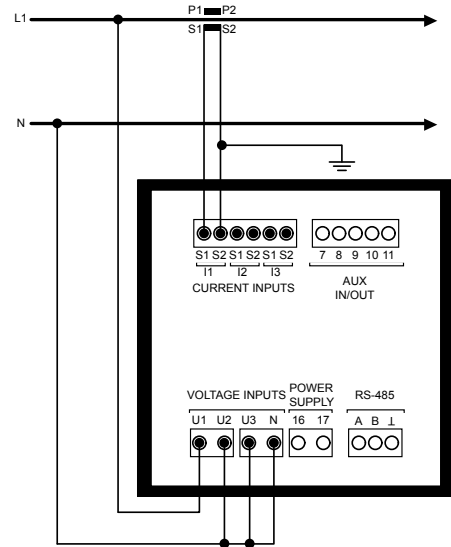 P1 P2
L1
S1 S2
N
S1 S2 S1 S2 S1 S2
I1 I2 I3
CURRENT INPUTS
7 8 9 10 11
AUX
IN/OUT
VOLTAGE INPUTS
POWER
SUPPLY
RS-485
U1 U2 U3 N
16 17
A B ⊥